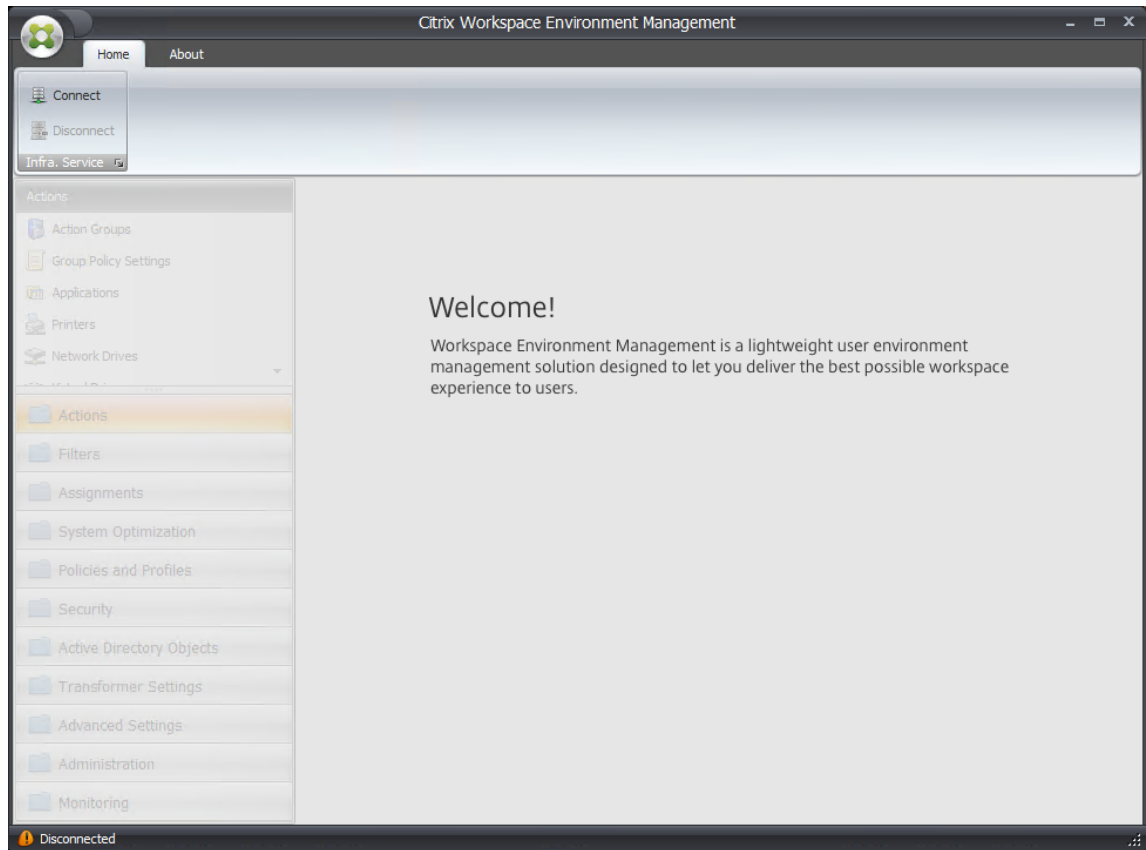 Citrix Workspace Environment Management
Home About
Connect
Disconnect
Infra. Service
Actions
Action Groups
Group Policy Settings
Applications
Printers
Network Drives
Actions
Filters
Assignments
System Optimization
Policies and Profiles
Security
Active Directory Objects
Transformer Settings
Advanced Settings
Administration
Monitoring
Welcome!
Workspace Environment Management is a lightweight user environment
management solution designed to let you deliver the best possible workspace
experience to users.
Disconnected